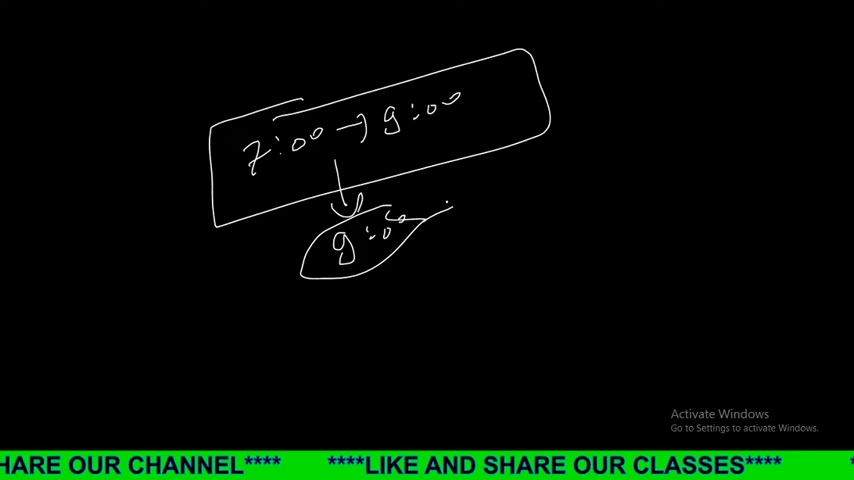 7:00 → 9:00
9:00
Activate Windows
Go to Settings to activate Windows.
HARE OUR CHANNEL**** ****LIKE AND SHARE OUR CLASSES**** *